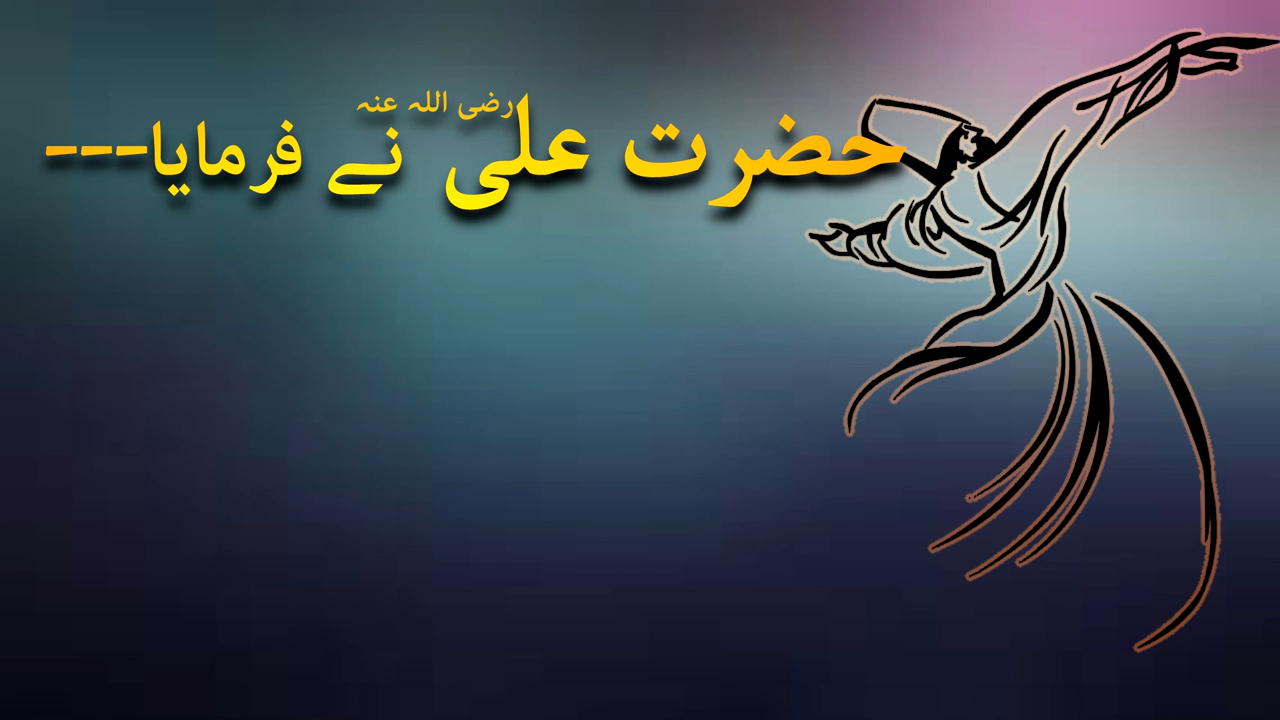 حضرت علی رضی اللہ عنہ نے فرمایا---